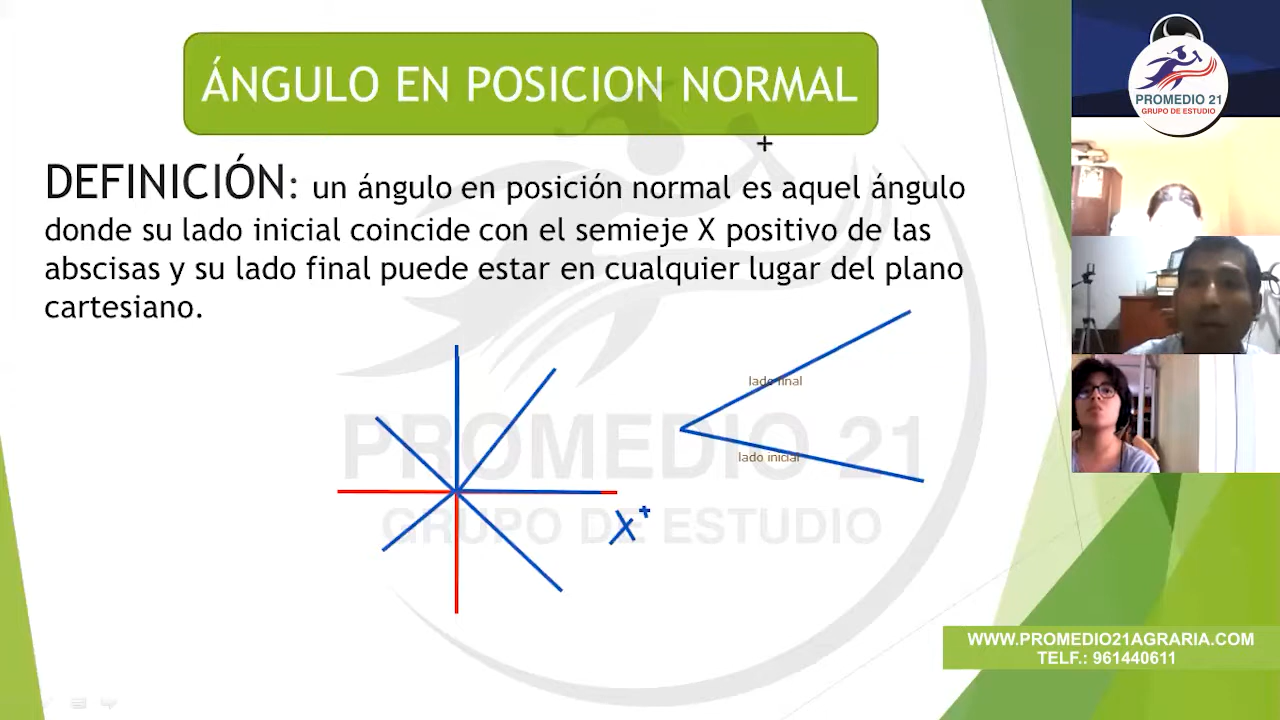 ÁNGULO EN POSICION NORMAL
DEFINICIÓN: un ángulo en posición normal es aquel ángulo
donde su lado inicial coincide con el semieje X positivo de las
abscisas y su lado final puede estar en cualquier lugar del plano
cartesiano.
lado final
lado inicial
X+
PROMEDIO 21
GRUPO DE ESTUDIO
PROMEDIO 21
GRUPO DE ESTUDIO
WWW.PROMEDIO21AGRARIA.COM
TELF.: 961440611